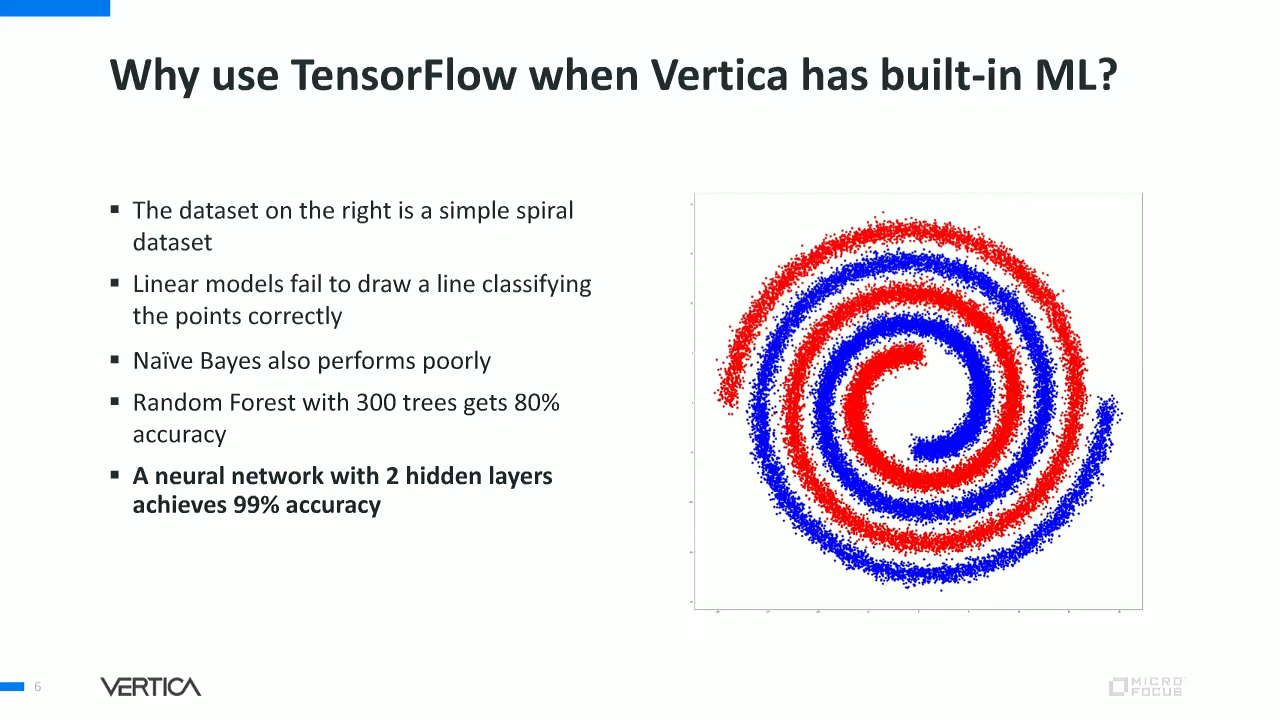 Why use TensorFlow when Vertica has built-in ML?
▪ The dataset on the right is a simple spiral
dataset
▪ Linear models fail to draw a line classifying
the points correctly
▪ Naïve Bayes also performs poorly
▪ Random Forest with 300 trees gets 80%
accuracy
▪ A neural network with 2 hidden layers
achieves 99% accuracy
6
VERTICA
MICRO
FOCUS